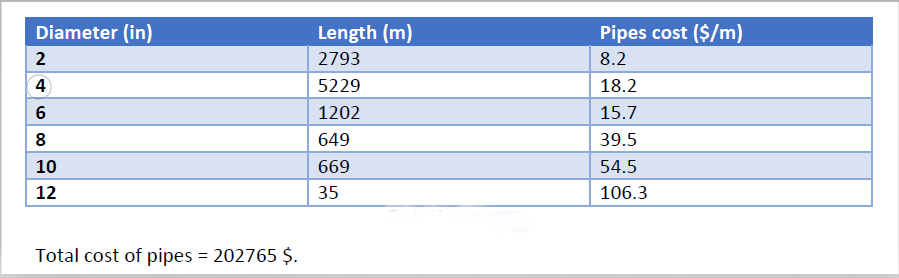 Diameter (in) Length (m) Pipes cost ($/m)
2 2793 8.2
4 5229 18.2
6 1202 15.7
8 649 39.5
10 669 54.5
12 35 106.3
Total cost of pipes = 202765 $.